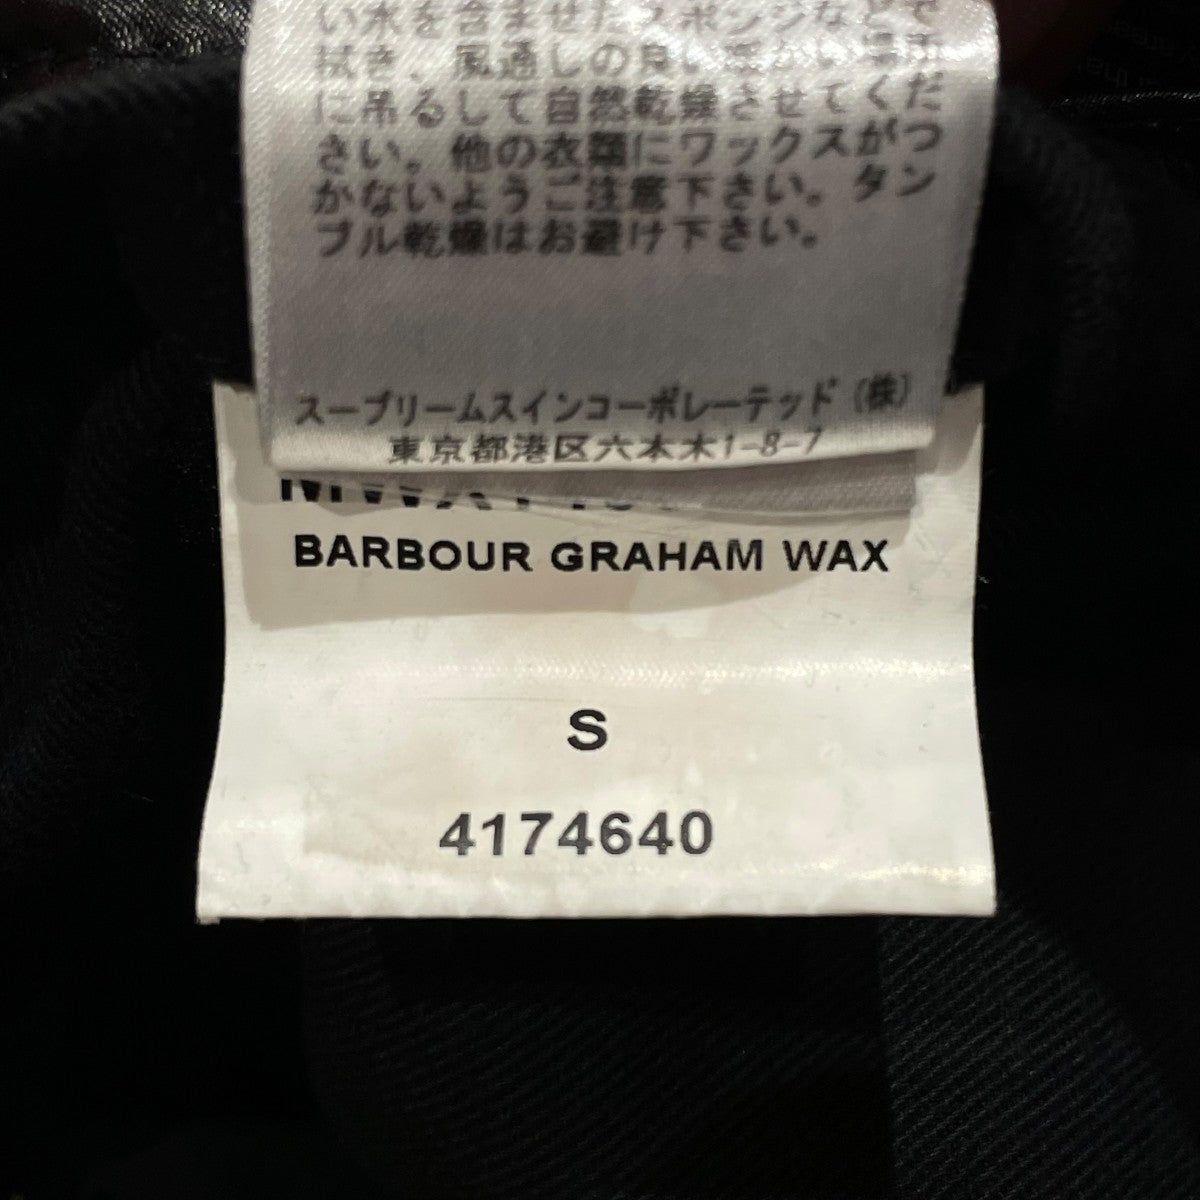 い水を含ませたスポンジなどで
拭き、風通しの良い
に吊るして自然乾燥させてくだ
さい。他の衣類にワックスがつ
かないようご注意下さい。タン
ブル乾燥はお避け下さい。
スープリームスインコーポレーテッド (株)
東京都港区六本木1-8-7
BARBOUR GRAHAM WAX
S
4174640